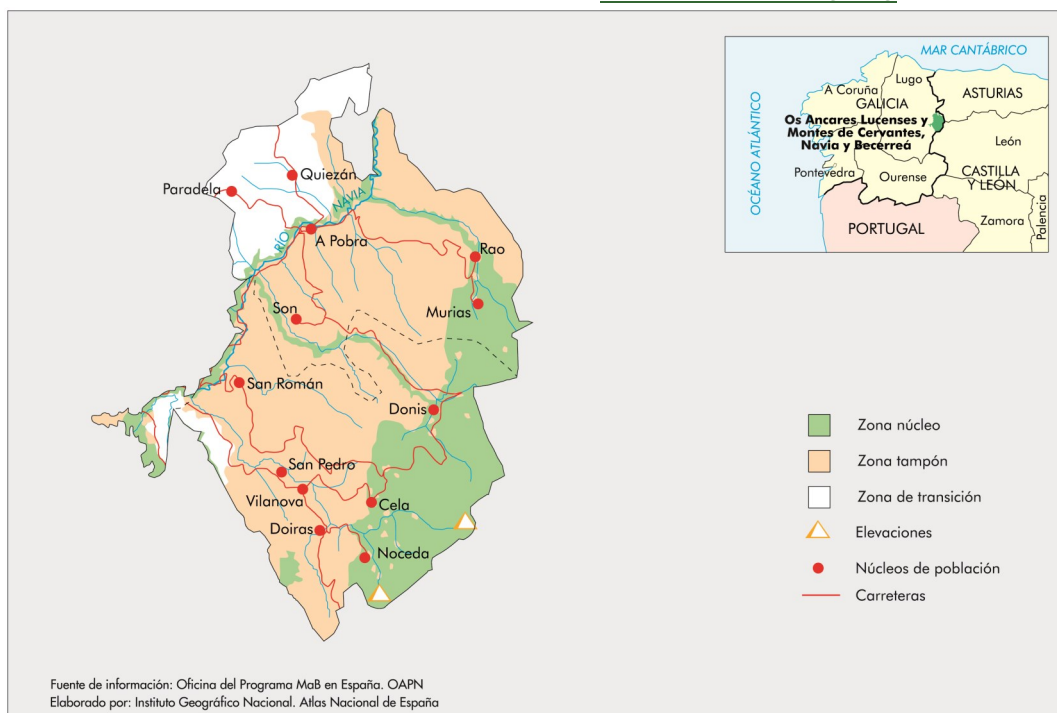 MAR CANTÁBRICO
OCÉANO ATLÁNTICO
A Coruña
Lugo
GALICIA
ASTURIAS
Os Ancares Lucenses y
Montes de Cervantes,
Navia y Becerreá
León
Pontevedra
Ourense
CASTILLA
Y LEÓN
Zamora
Palencia
PORTUGAL
Quiezán
Paradela
RÍO NAVIA
A Pobra
Rao
Murias
Son
San Román
Donis
San Pedro
Vilanova
Cela
Doiras
Noceda
Zona núcleo
Zona tampón
Zona de transición
Elevaciones
Núcleos de población
Carreteras
Fuente de información: Oficina del Programa MaB en España. OAPN
Elaborado por: Instituto Geográfico Nacional. Atlas Nacional de España